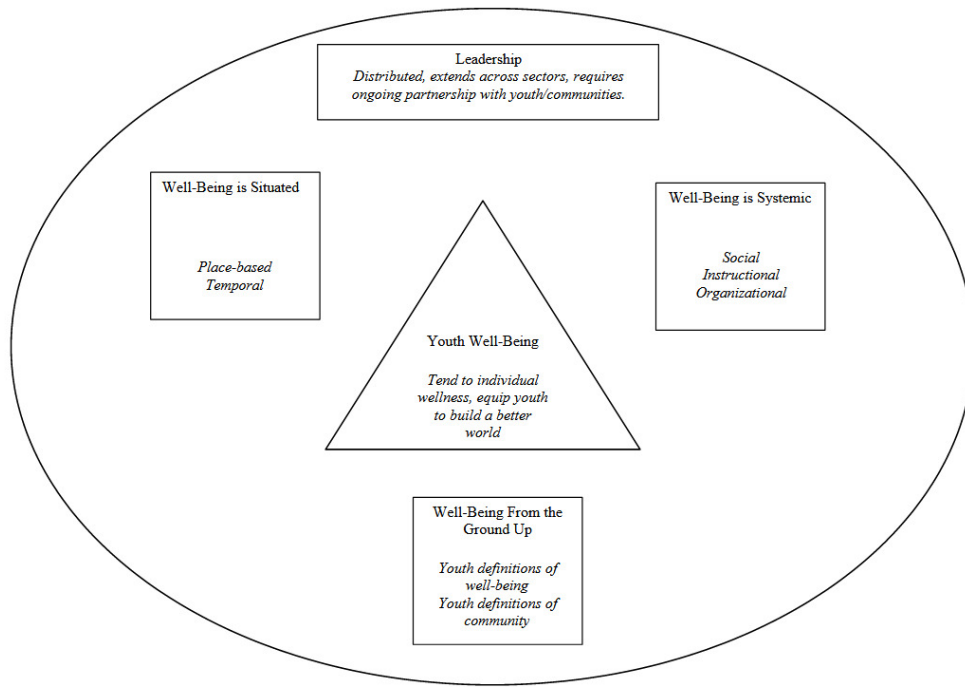 Leadership
Distributed, extends across sectors, requires
ongoing partnership with youth/communities.
Well-Being is Situated
Place-based
Temporal
Well-Being is Systemic
Social
Instructional
Organizational
Youth Well-Being
Tend to individual
wellness, equip youth
to build a better
world
Well-Being From the
Ground Up
Youth definitions of
well-being
Youth definitions of
community